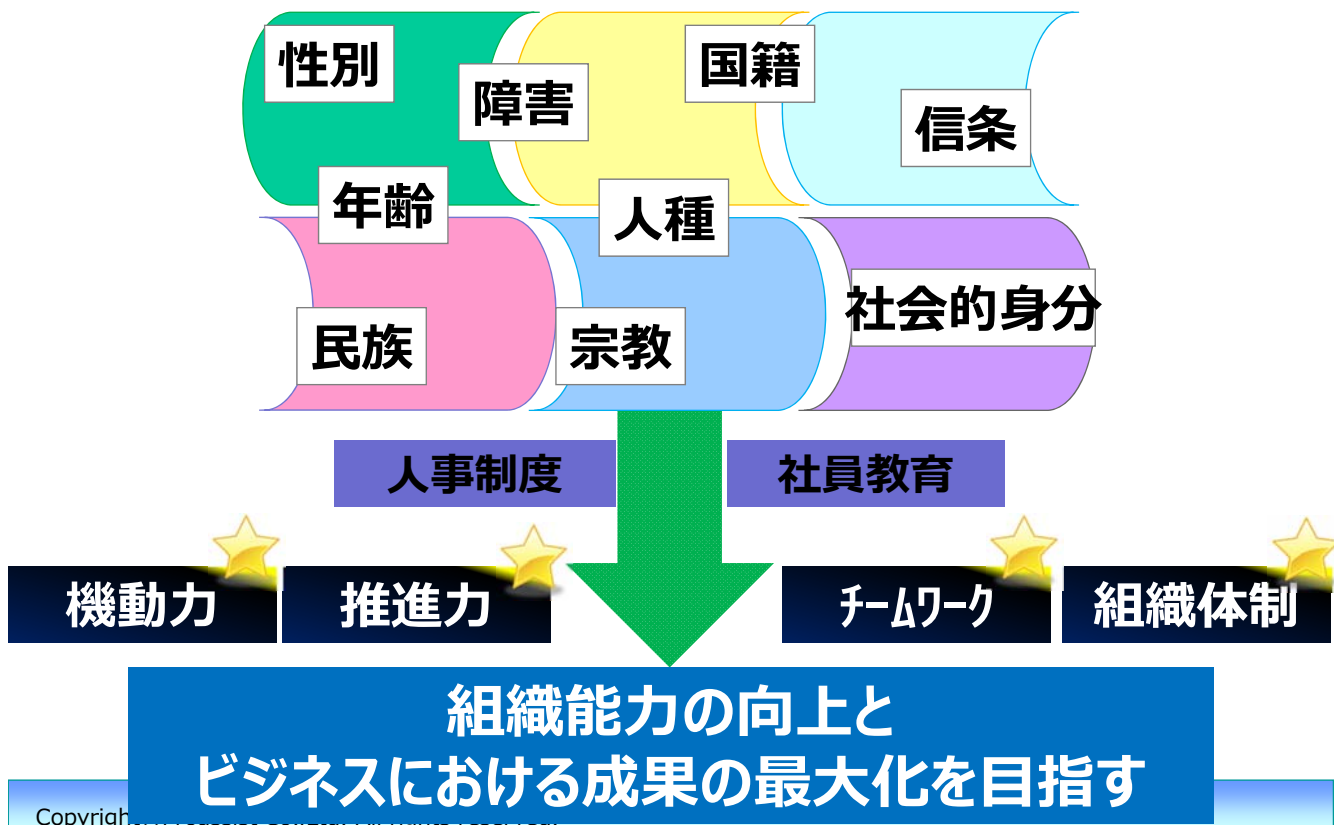 性別
障害
国籍
信条
年齢
人種
民族
宗教
社会的身分
人事制度
社員教育
機動力
推進力
チームワーク
組織体制
組織能力の向上と
ビジネスにおける成果の最大化を目指す